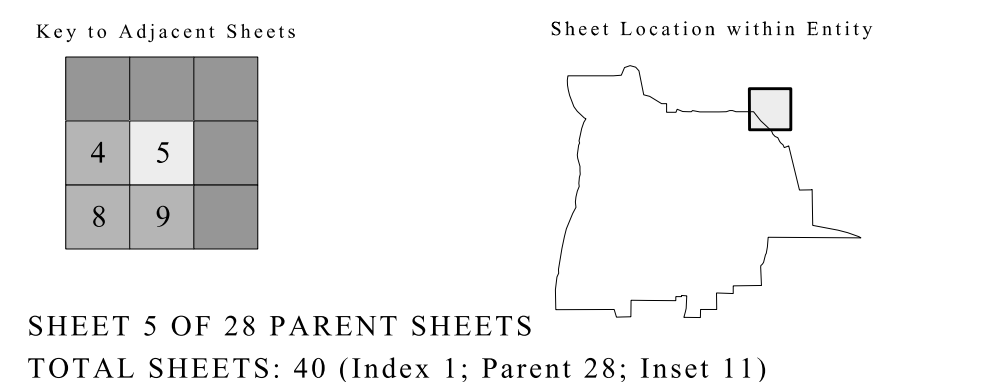 Key to Adjacent Sheets
Sheet Location within Entity
4 5
8 9
SHEET 5 OF 28 PARENT SHEETS
TOTAL SHEETS: 40 (Index 1; Parent 28; Inset 11)